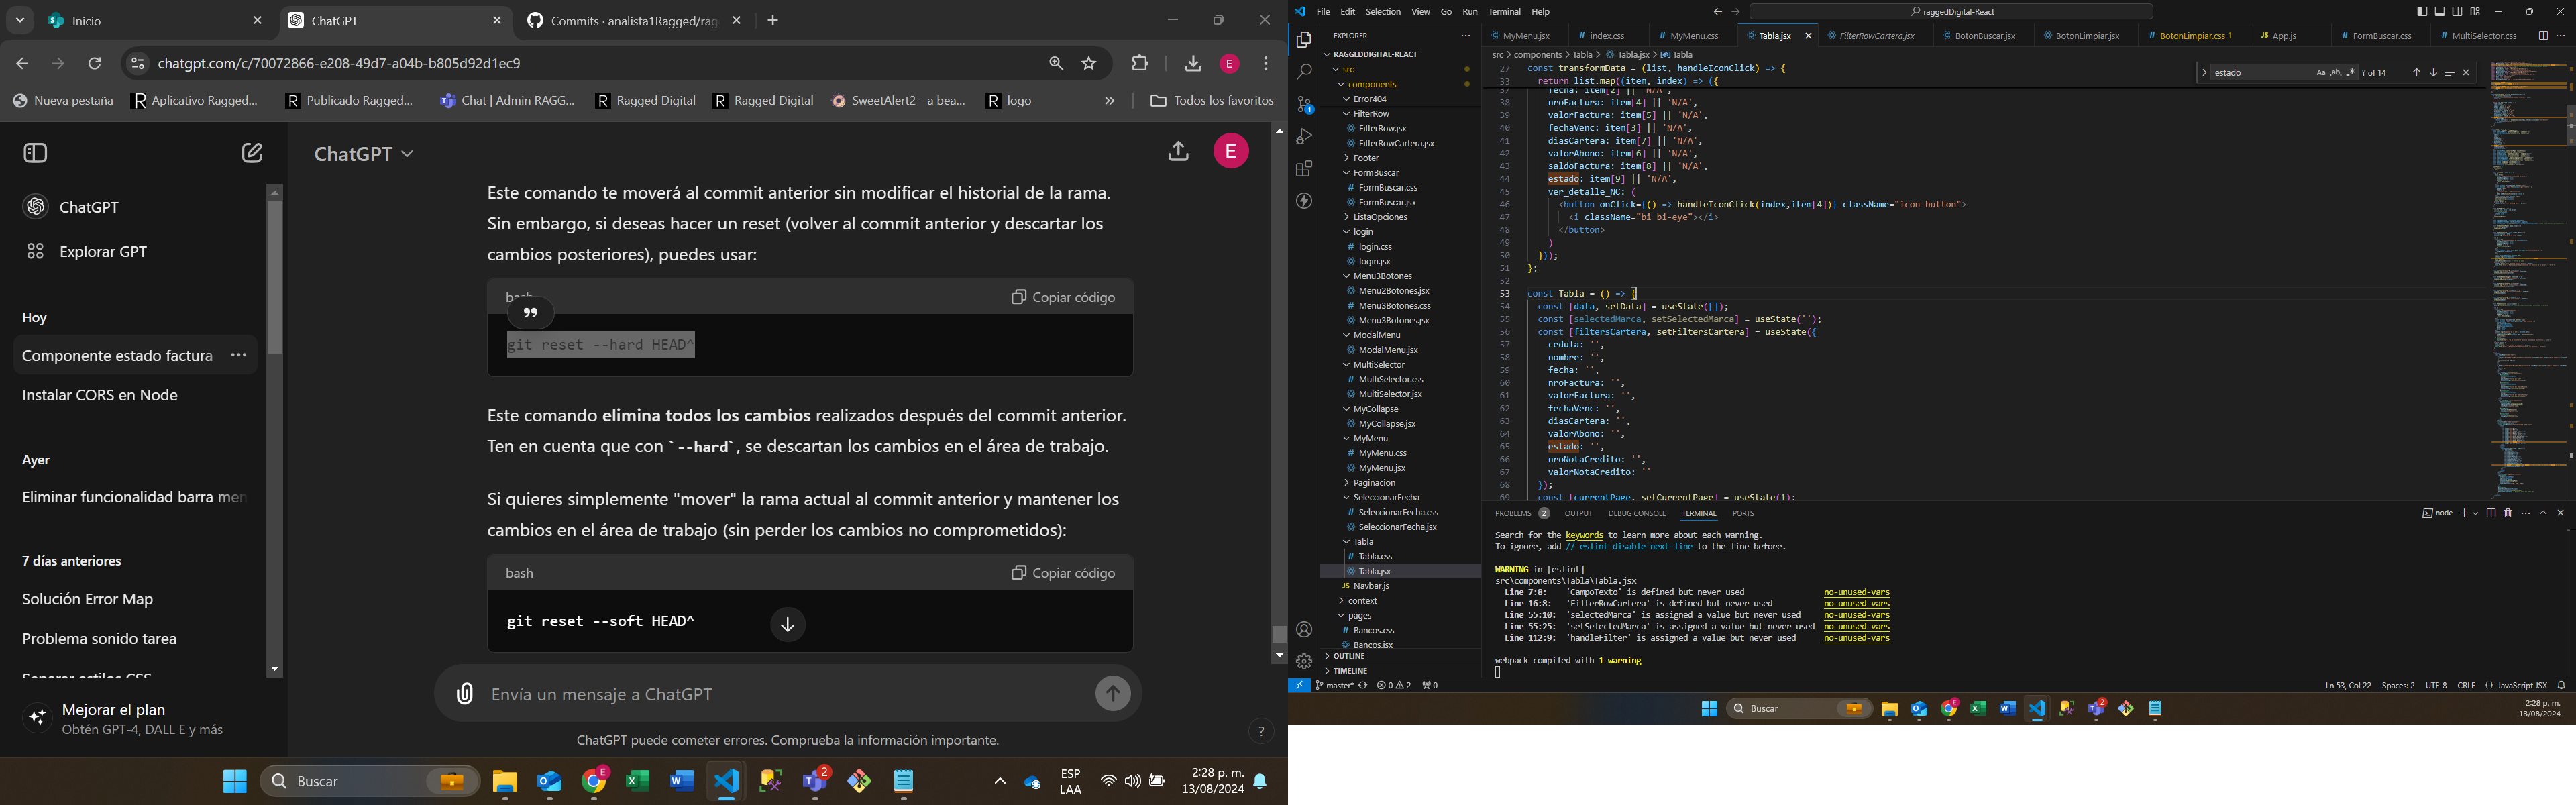 Inicio
ChatGPT
Commits · analista1Ragged/rag
chatgpt.com/c/70072866-e208-49d7-a04b-b805d92d1ec9
E
Nueva pestaña
Aplicativo Ragged...
Publicado Ragged...
Chat | Admin RAGG...
Ragged Digital
Ragged Digital
SweetAlert2 - a bea...
logo
»
Todos los favoritos
ChatGPT
Explorar GPT
Hoy
Componente estado factura
Instalar CORS en Node
Ayer
Eliminar funcionalidad barra men
7 días anteriores
Solución Error Map
Problema sonido tarea
Separar estilos CSS
Mejorar el plan
Obtén GPT-4, DALL E y más
ChatGPT
E
Este comando te moverá al commit anterior sin modificar el historial de la rama.
Sin embargo, si deseas hacer un reset (volver al commit anterior y descartar los
cambios posteriores), puedes usar:
bash
Copiar código
git reset --hard HEAD^
Este comando elimina todos los cambios realizados después del commit anterior.
Ten en cuenta que con `--hard`, se descartan los cambios en el área de trabajo.
Si quieres simplemente "mover" la rama actual al commit anterior y mantener los
cambios en el área de trabajo (sin perder los cambios no comprometidos):
bash
Copiar código
git reset --soft HEAD^
Envía un mensaje a ChatGPT
ChatGPT puede cometer errores. Comprueba la información importante.
?
Buscar
E
2
ESP
LAA
2:28 p. m.
13/08/2024
File Edit Selection View Go Run Terminal Help
raggedDigital-React
EXPLORER
RAGGEDDIGITAL-REACT
src
components
Error404
FilterRow
FilterRow.jsx
FilterRowCartera.jsx
Footer
FormBuscar
FormBuscar.css
FormBuscar.jsx
ListaOpciones
login
login.css
login.jsx
Menu3Botones
Menu2Botones.jsx
Menu3Botones.css
Menu3Botones.jsx
ModalMenu
ModalMenu.jsx
MultiSelector
MultiSelector.css
MultiSelector.jsx
MyCollapse
MyCollapse.jsx
MyMenu
MyMenu.css
MyMenu.jsx
Paginacion
SeleccionarFecha
SeleccionarFecha.css
SeleccionarFecha.jsx
Tabla
Tabla.css
Tabla.jsx
Navbar.js
context
pages
Bancos.css
Bancos.jsx
OUTLINE
TIMELINE
MyMenu.jsx
index.css
MyMenu.css
Tabla.jsx
FilterRowCartera.jsx
BotonBuscar.jsx
BotonLimpiar.jsx
BotonLimpiar.css 1
App.js
FormBuscar.css
MultiSelector.css
src > components > Tabla > Tabla.jsx > Tabla
estado
? of 14
27 const transformData = (list, handleIconClick) => {
33 return list.map((item, index) => ({
37 fecha: item[2] || 'N/A',
38 nroFactura: item[4] || 'N/A',
39 valorFactura: item[5] || 'N/A',
40 fechaVenc: item[3] || 'N/A',
41 diasCartera: item[7] || 'N/A',
42 valorAbono: item[6] || 'N/A',
43 saldoFactura: item[8] || 'N/A',
44 estado: item[9] || 'N/A',
45 ver_detalle_NC: (
46 <button onClick={() => handleIconClick(index,item[4])} className="icon-button">
47 <i className="bi bi-eye"></i>
48 </button>
49 )
50 }));
51 };
52
53 const Tabla = () => {
54 const [data, setData] = useState([]);
55 const [selectedMarca, setSelectedMarca] = useState('');
56 const [filtersCartera, setFiltersCartera] = useState({
57 cedula: '',
58 nombre: '',
59 fecha: '',
60 nroFactura: '',
61 valorFactura: '',
62 fechaVenc: '',
63 diasCartera: '',
64 valorAbono: '',
65 estado: '',
66 nroNotaCredito: '',
67 valorNotaCredito: ''
68 });
69 const [currentPage, setCurrentPage] = useState(1);
PROBLEMS 2 OUTPUT DEBUG CONSOLE TERMINAL PORTS
node
Search for the keywords to learn more about each warning.
To ignore, add // eslint-disable-next-line to the line before.
WARNING in [eslint]
src\components\Tabla\Tabla.jsx
Line 7:8: 'CampoTexto' is defined but never used no-unused-vars
Line 16:8: 'FilterRowCartera' is defined but never used no-unused-vars
Line 55:10: 'selectedMarca' is assigned a value but never used no-unused-vars
Line 55:25: 'setSelectedMarca' is assigned a value but never used no-unused-vars
Line 112:9: 'handleFilter' is assigned a value but never used no-unused-vars
webpack compiled with 1 warning
master* 0 2 0
Ln 53, Col 22 Spaces: 2 UTF-8 CRLF {} JavaScript JSX
Buscar
2:28 p. m.
13/08/2024